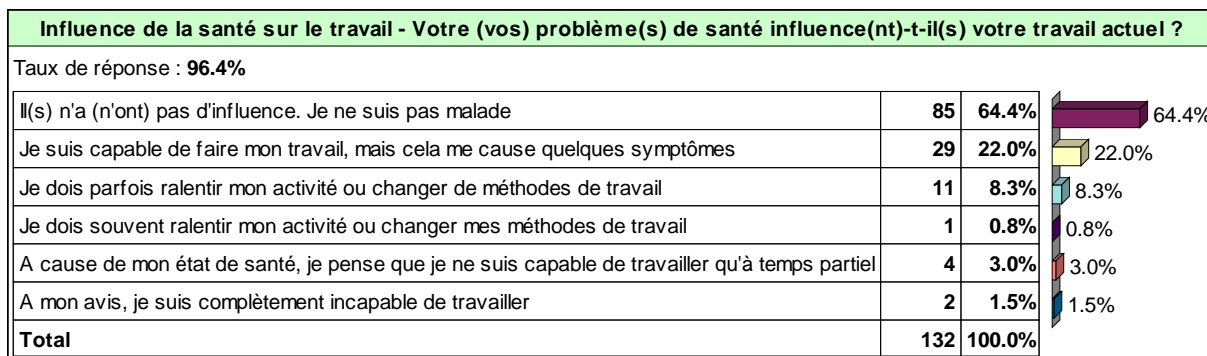 Influence de la santé sur le travail - Votre (vos) problème(s) de santé influence(nt)-t-il(s) votre travail actuel ?
Taux de réponse : 96.4%
Il(s) n'a (n'ont) pas d'influence. Je ne suis pas malade 85 64.4% 64.4%
Je suis capable de faire mon travail, mais cela me cause quelques symptômes 29 22.0% 22.0%
Je dois parfois ralentir mon activité ou changer de méthodes de travail 11 8.3% 8.3%
Je dois souvent ralentir mon activité ou changer mes méthodes de travail 1 0.8% 0.8%
A cause de mon état de santé, je pense que je ne suis capable de travailler qu'à temps partiel 4 3.0% 3.0%
A mon avis, je suis complètement incapable de travailler 2 1.5% 1.5%
Total 132 100.0%